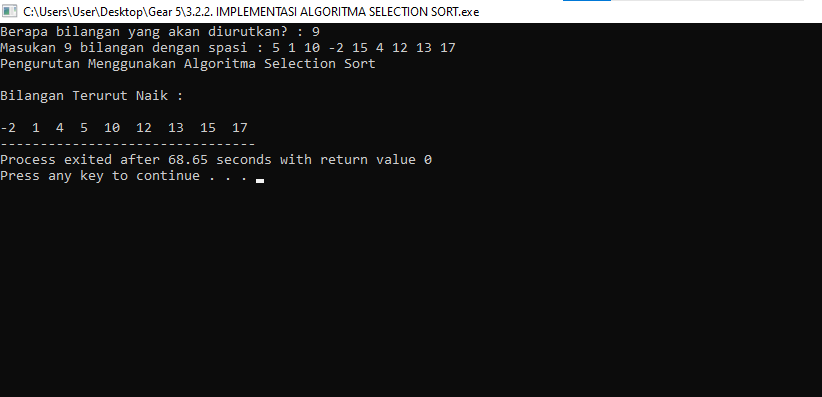 C:\Users\User\Desktop\Gear 5\3.2.2. IMPLEMENTASI ALGORITMA SELECTION SORT.exe
Berapa bilangan yang akan diurutkan? : 9
Masukan 9 bilangan dengan spasi : 5 1 10 -2 15 4 12 13 17
Pengurutan Menggunakan Algoritma Selection Sort
Bilangan Terurut Naik :
-2  1  4  5  10  12  13  15  17
--------------------------------
Process exited after 68.65 seconds with return value 0
Press any key to continue . . .